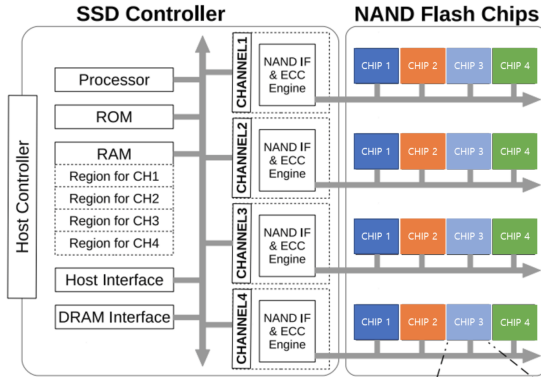 SSD Controller
NAND Flash Chips
Host Controller
Processor
ROM
RAM
Region for CH1
Region for CH2
Region for CH3
Region for CH4
Host Interface
DRAM Interface
CHANNEL1
NAND IF
& ECC
Engine
CHIP 1
CHIP 2
CHIP 3
CHIP 4
CHANNEL2
NAND IF
& ECC
Engine
CHIP 1
CHIP 2
CHIP 3
CHIP 4
CHANNEL3
NAND IF
& ECC
Engine
CHIP 1
CHIP 2
CHIP 3
CHIP 4
CHANNEL4
NAND IF
& ECC
Engine
CHIP 1
CHIP 2
CHIP 3
CHIP 4